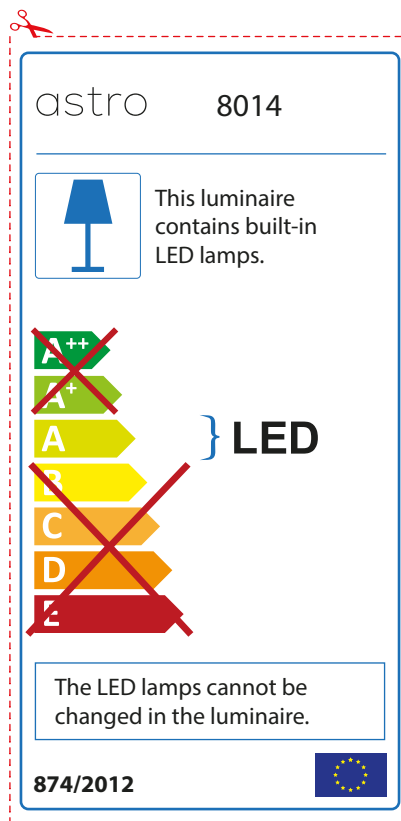 astro 8014
This luminaire
contains built-in
LED lamps.
A++
A+
A
B
C
D
E
} LED
The LED lamps cannot be
changed in the luminaire.
874/2012